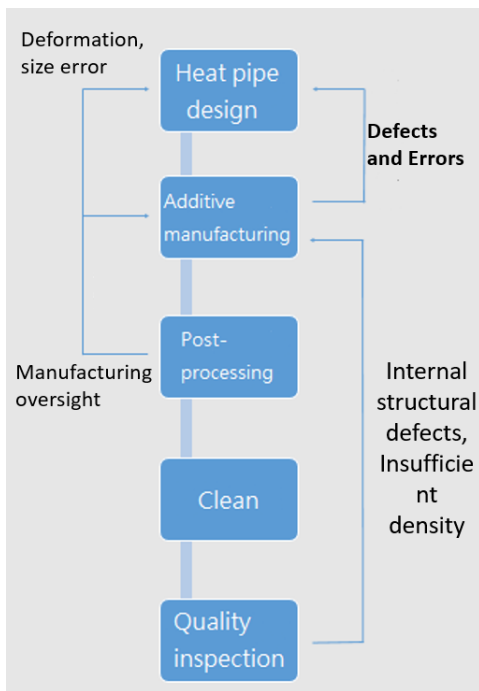 Deformation,
size error
Heat pipe
design
Defects
and Errors
Additive
manufacturing
Post-
processing
Manufacturing
oversight
Internal
structural
defects,
Insufficie
nt
density
Clean
Quality
inspection